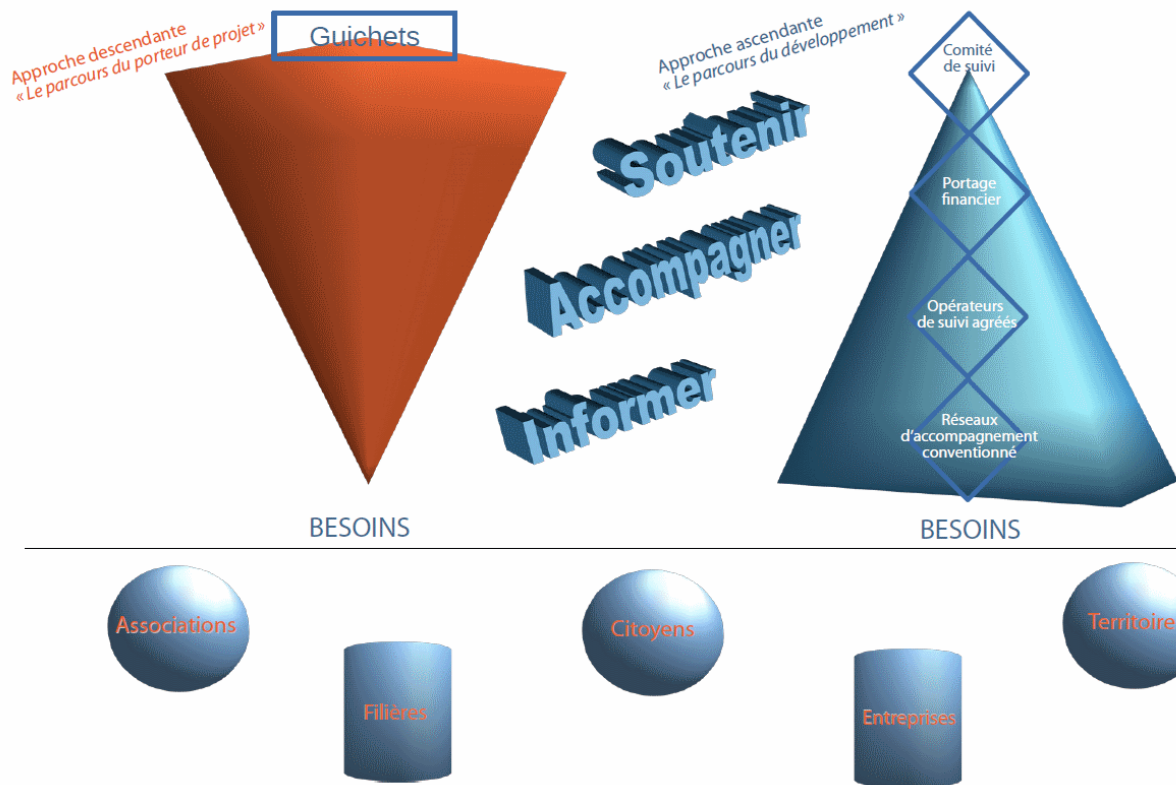 Approche descendante
« Le parcours du porteur de projet »
Guichets
Approche ascendante
« Le parcours du développement »
Comité
de suivi
Soutenir
Portage
financier
Accompagner
Opérateurs
de suivi agréés
Informer
Réseaux
d'accompagnement
conventionné
BESOINS
BESOINS
Associations
Citoyens
Territoire
Filières
Entreprises